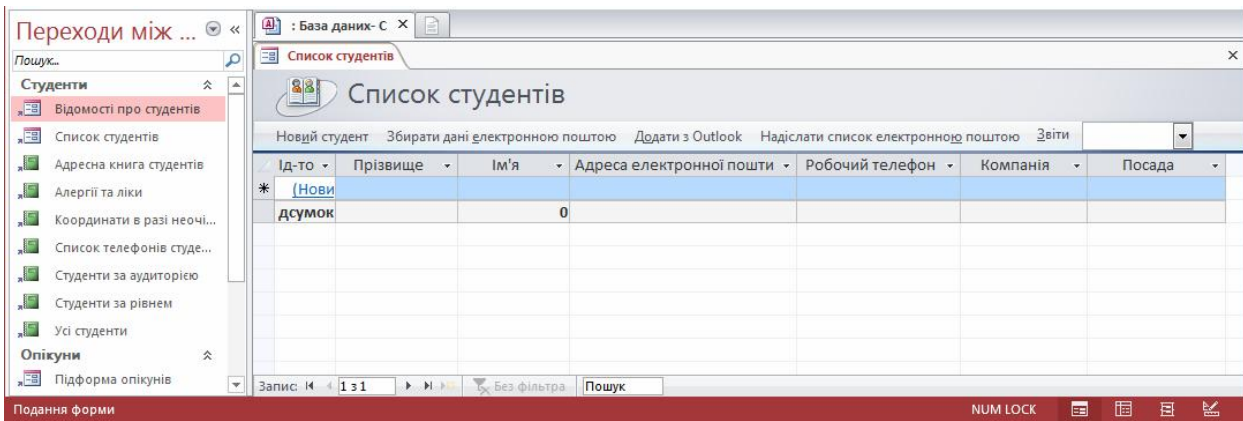 Переходи між ...
Пошук...
Студенти
Відомості про студентів
Список студентів
Адресна книга студентів
Алергії та ліки
Координати в разі неочі...
Список телефонів студе...
Студенти за аудиторією
Студенти за рівнем
Усі студенти
Опікуни
Підформа опікунів
: База даних- С
Список студентів
Список студентів
Новий студент Збирати дані електронною поштою Додати з Outlook Надіслати список електронною поштою Звіти
Ід-то Прізвище Ім'я Адреса електронної пошти Робочий телефон Компанія Посада
(Нови
дсумок 0
Запис: 1 з 1 Без фільтра Пошук
Подання форми NUM LOCK